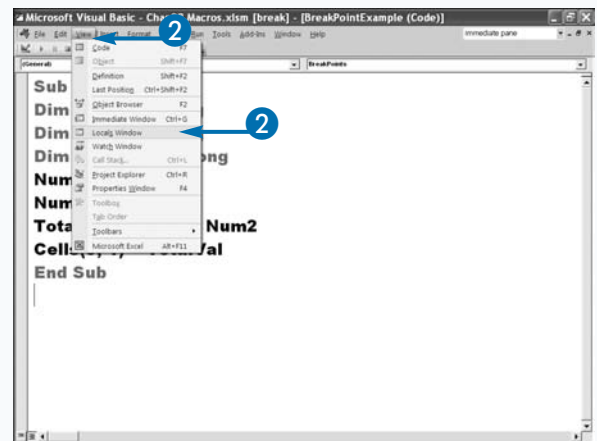 Microsoft Visual Basic - Chap Macros.xlsm [break] - [BreakPointExample (Code)]
File Edit View Insert Format Run Tools Add-Ins Window Help
immediate pane
2
(General)
BreakPoints
Code F7
Object Shift+F7
Definition Shift+F2
Last Position Ctrl+Shift+F2
Object Browser F2
Immediate Window Ctrl+G
Locals Window
2
Watch Window
Call Stack... Ctrl+L
Project Explorer Ctrl+R
Properties Window F4
Toolbox
Tab Order
Toolbars
Microsoft Excel Alt+F11
Sub
Dim
Dim
Dim ong
Num
Num
Tota Num2
Cells
End Sub